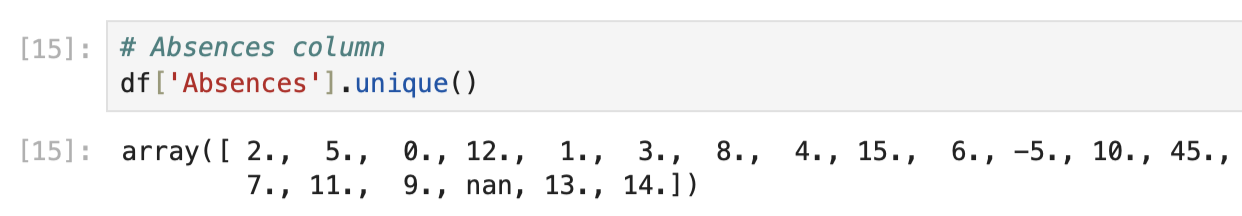 [15]: # Absences column
df['Absences'].unique()
[15]: array([ 2.,  5.,  0., 12.,  1.,  3.,  8.,  4., 15.,  6., -5., 10., 45.,
7., 11.,  9., nan, 13., 14.])